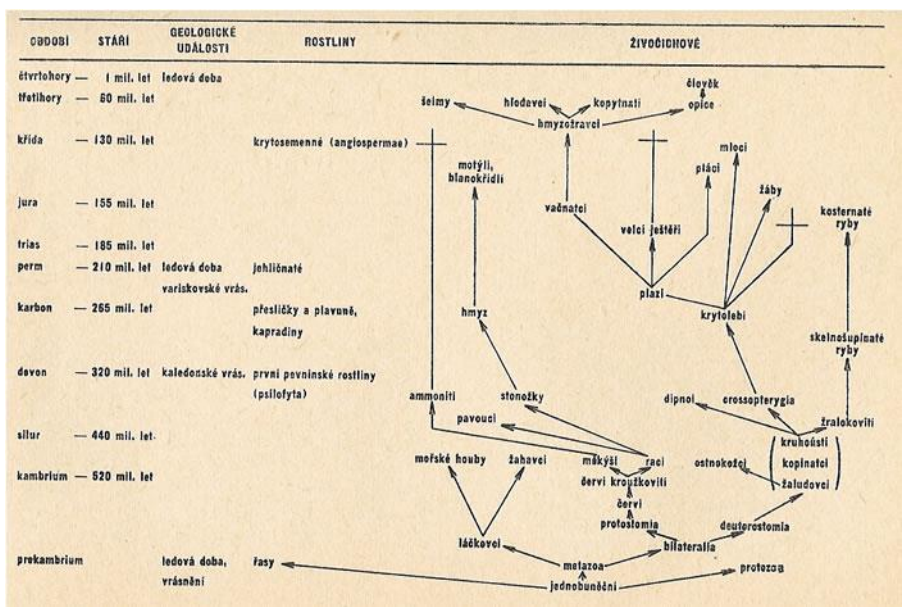 OBDOBÍ STÁŘÍ GEOLOGICKÉ UDÁLOSTI ROSTLINY ŽIVOČICHOVÉ
čtvrtohory — 1 mil. let ledová doba člověk
třetihory — 60 mil. let šelmy hlodavci kopytnatí opice
hmyzožravci
křída — 130 mil. let krytosemenné (angiospermae) mloci
motýli, blanokřídlí ptáci
žáby
jura — 155 mil. let vačnatci kosternaté ryby
velcí ještěři
trias — 185 mil. let
perm — 210 mil. let ledová doba jehličnaté
variskovské vrás. plazi
karbon — 265 mil. let přesličky a plavuně, hmyz krytolebí
kapradiny
skelnošupinaté ryby
devon — 320 mil. let kaledonské vrás. první pevninské rostliny
(psilofyta) ammoniti stonožky dipnoi crossopterygia
pavouci žralokovití
silur — 440 mil. let kruhoústí
mořské houby žahavci měkýši raci ostnokožci kopinatci
kambrium — 520 mil. let červi kroužkovití žaludovci
červi
protostomia deuterostomia
láčkovci bilateralia
prekambrium ledová doba, řasy metazoa protozoa
vrásnění
jednobuněční